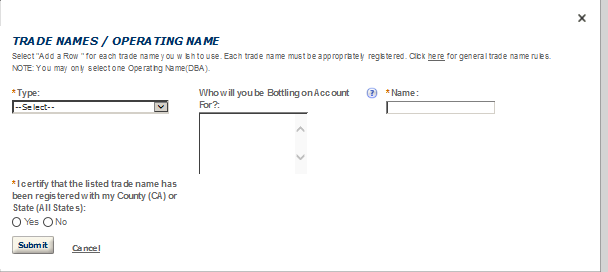 ×
TRADE NAMES / OPERATING NAME
Select "Add a Row " for each trade name you wish to use. Each trade name must be appropriately registered. Click here for general trade name rules.
NOTE: You may only select one Operating Name(DBA).
*Type:
--Select--
Who will you be Bottling on Account
For?:
?
*Name:
*I certify that the listed trade name has
been registered with my County (CA) or
State (All States):
Yes No
Submit Cancel